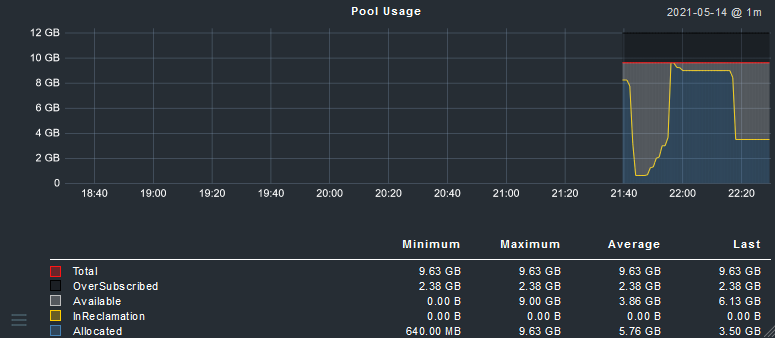 Pool Usage
2021-05-14 @ 1m
12 GB
10 GB
8 GB
6 GB
4 GB
2 GB
0
18:40 19:00 19:20 19:40 20:00 20:20 20:40 21:00 21:20 21:40 22:00 22:20
Minimum Maximum Average Last
Total 9.63 GB 9.63 GB 9.63 GB 9.63 GB
OverSubscribed 2.38 GB 2.38 GB 2.38 GB 2.38 GB
Available 0.00 B 9.00 GB 3.86 GB 6.13 GB
InReclamation 0.00 B 0.00 B 0.00 B 0.00 B
Allocated 640.00 MB 9.63 GB 5.76 GB 3.50 GB